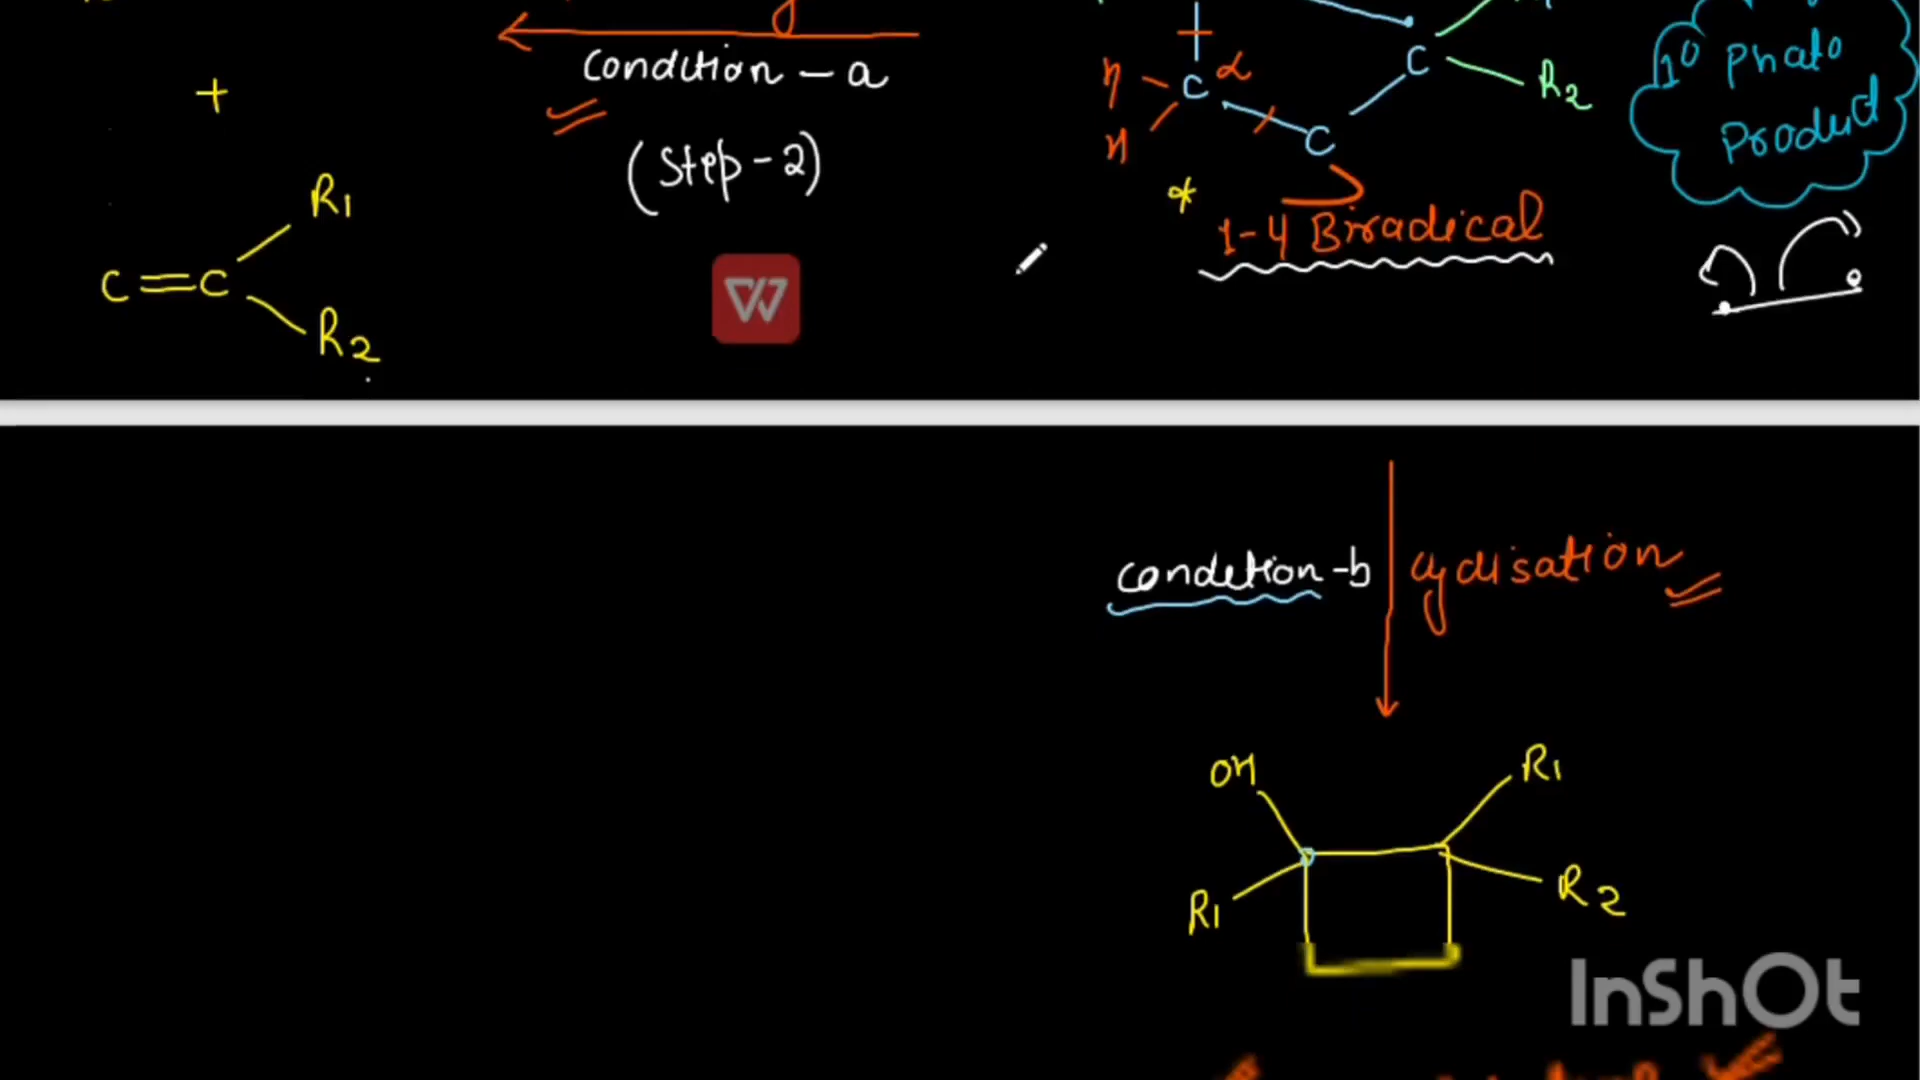 condition - a
(Step-2)
+
R1
C=C
R2
C α
C
C
R2
H
H
*
1-4 Biradical
1° Photo
Product
condition-b
cyclisation
OH
R1
R1
R2
InShOt